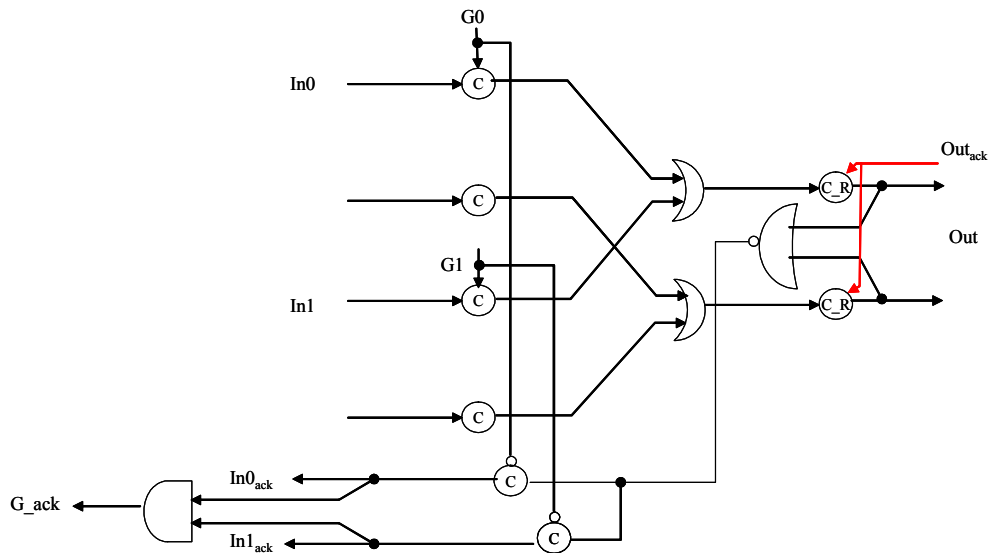 G0
In0
C
Out_ack
C_R
C
Out
G1
In1
C
C_R
C
In0_ack
C
G_ack
In1_ack
C